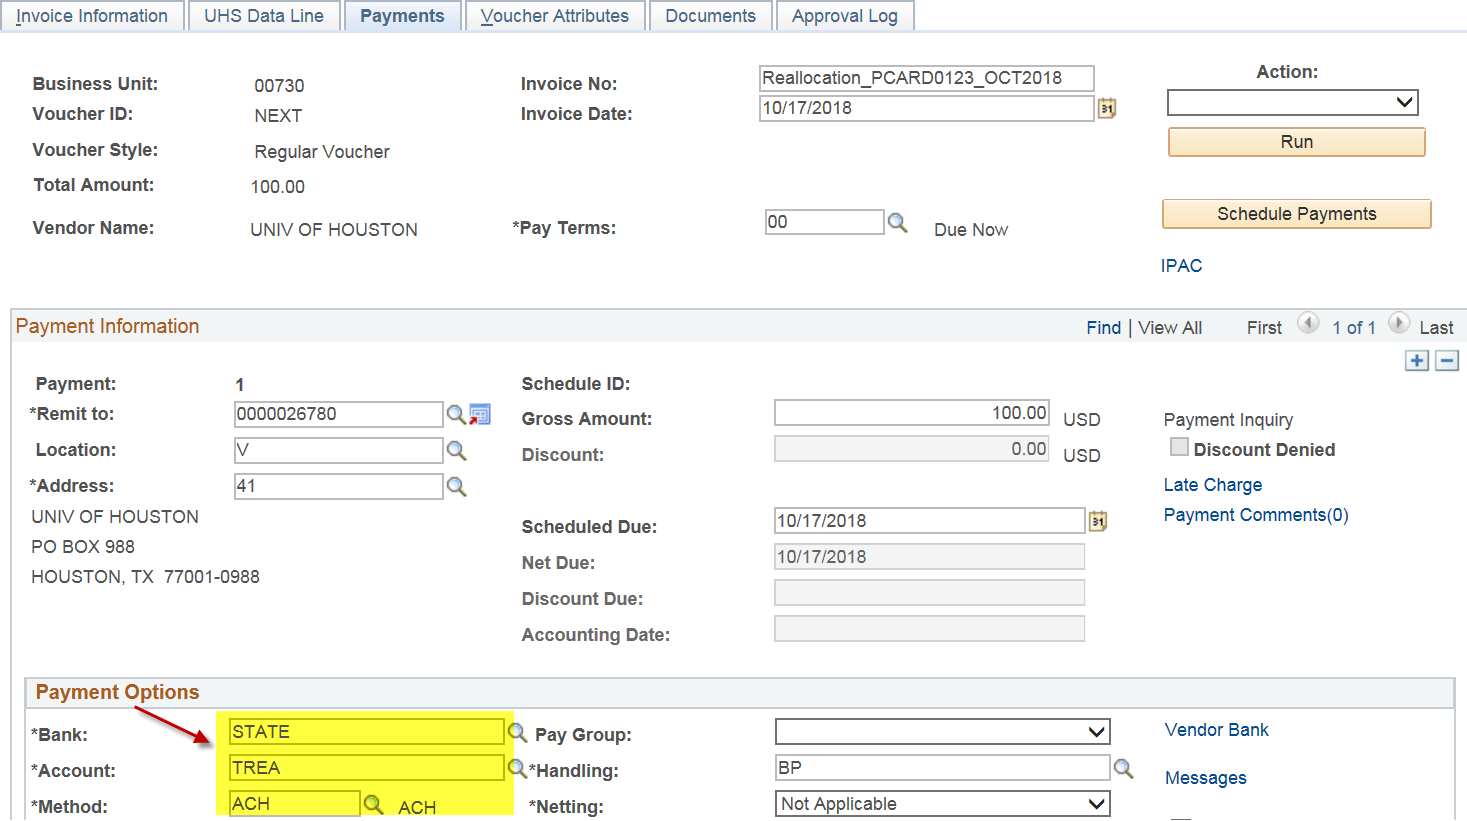 Invoice Information UHS Data Line Payments Voucher Attributes Documents Approval Log
Action:
Business Unit: 00730 Invoice No: Reallocation_PCARD0123_OCT2018
Voucher ID: NEXT Invoice Date: 10/17/2018 31
Run
Voucher Style: Regular Voucher
Total Amount: 100.00
Schedule Payments
Vendor Name: UNIV OF HOUSTON *Pay Terms: 00 Due Now
IPAC
Payment Information Find | View All First 1 of 1 Last
Payment: 1 Schedule ID:
*Remit to: 0000026780 Gross Amount: 100.00 USD Payment Inquiry
Location: V Discount: 0.00 USD Discount Denied
*Address: 41 Late Charge
UNIV OF HOUSTON Scheduled Due: 10/17/2018 31 Payment Comments(0)
PO BOX 988 Net Due: 10/17/2018
HOUSTON, TX 77001-0988
Discount Due:
Accounting Date:
Payment Options
*Bank: STATE Pay Group: Vendor Bank
*Account: TREA *Handling: BP Messages
*Method: ACH ACH *Netting: Not Applicable